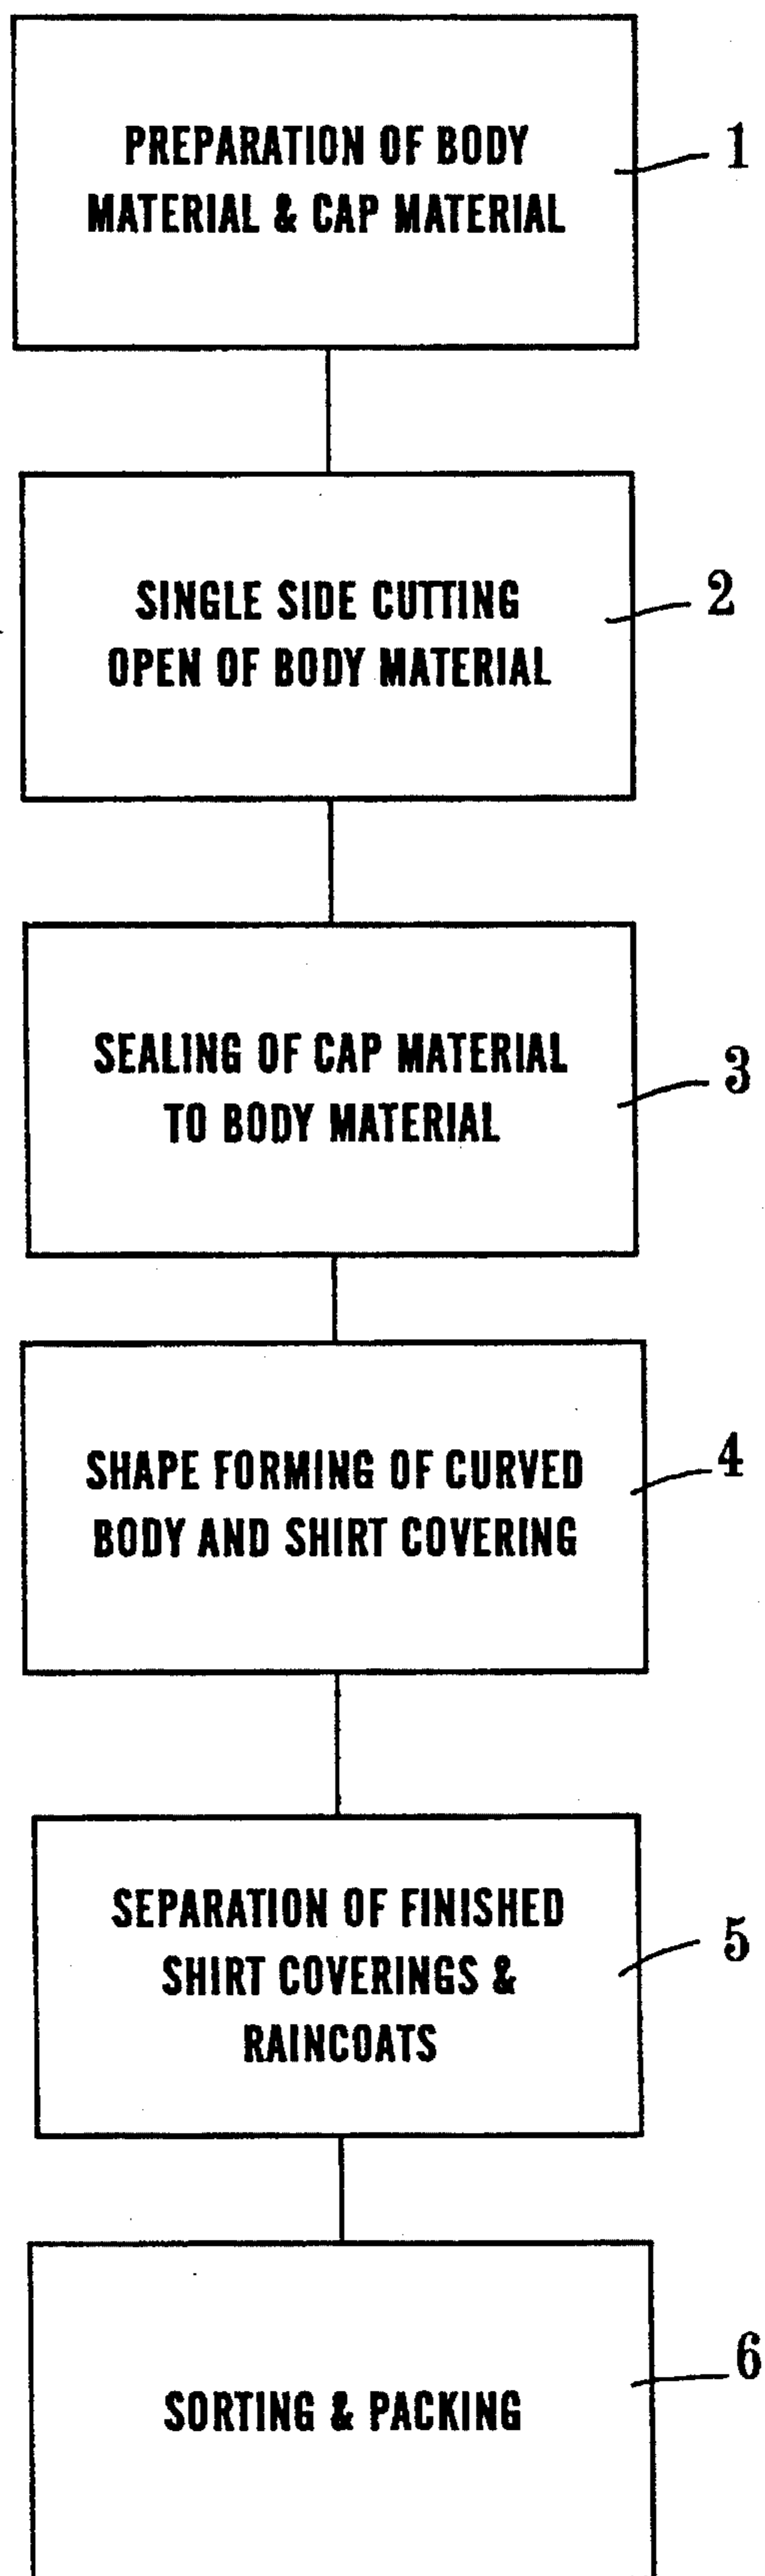 PREPARATION OF BODY
MATERIAL & CAP MATERIAL
1
SINGLE SIDE CUTTING
OPEN OF BODY MATERIAL
2
SEALING OF CAP MATERIAL
TO BODY MATERIAL
3
SHAPE FORMING OF CURVED
BODY AND SHIRT COVERING
4
SEPARATION OF FINISHED
SHIRT COVERINGS &
RAINCOATS
5
SORTING & PACKING
6